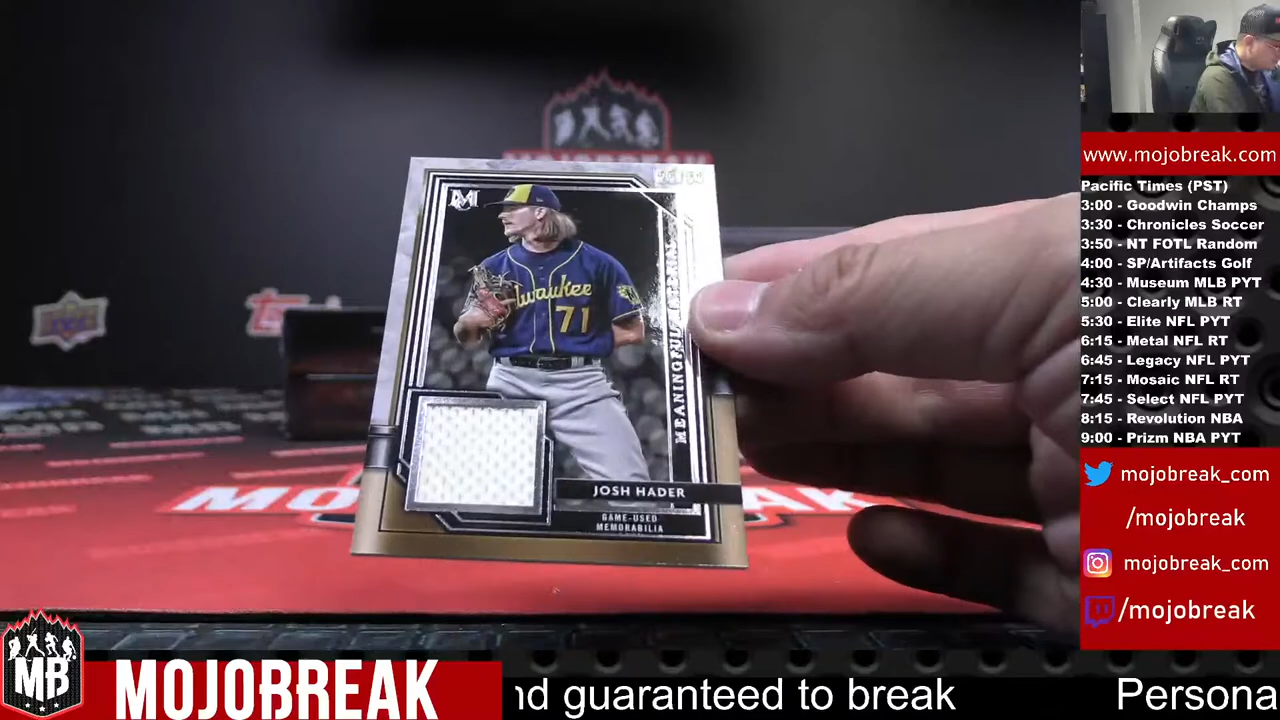 www.mojobreak.com
Pacific Times (PST)
3:00 - Goodwin Champs
3:30 - Chronicles Soccer
3:50 - NT FOTL Random
4:00 - SP/Artifacts Golf
4:30 - Museum MLB PYT
5:00 - Clearly MLB RT
5:30 - Elite NFL PYT
6:15 - Metal NFL RT
6:45 - Legacy NFL PYT
7:15 - Mosaic NFL RT
7:45 - Select NFL PYT
8:15 - Revolution NBA
9:00 - Prizm NBA PYT
mojobreak_com
/mojobreak
mojobreak_com
/mojobreak
Milwaukee
71
MEANINGFUL
JOSH HADER
GAME-USED
MEMORABILIA
MB
MOJOBREAK
nd guaranteed to break
Persona